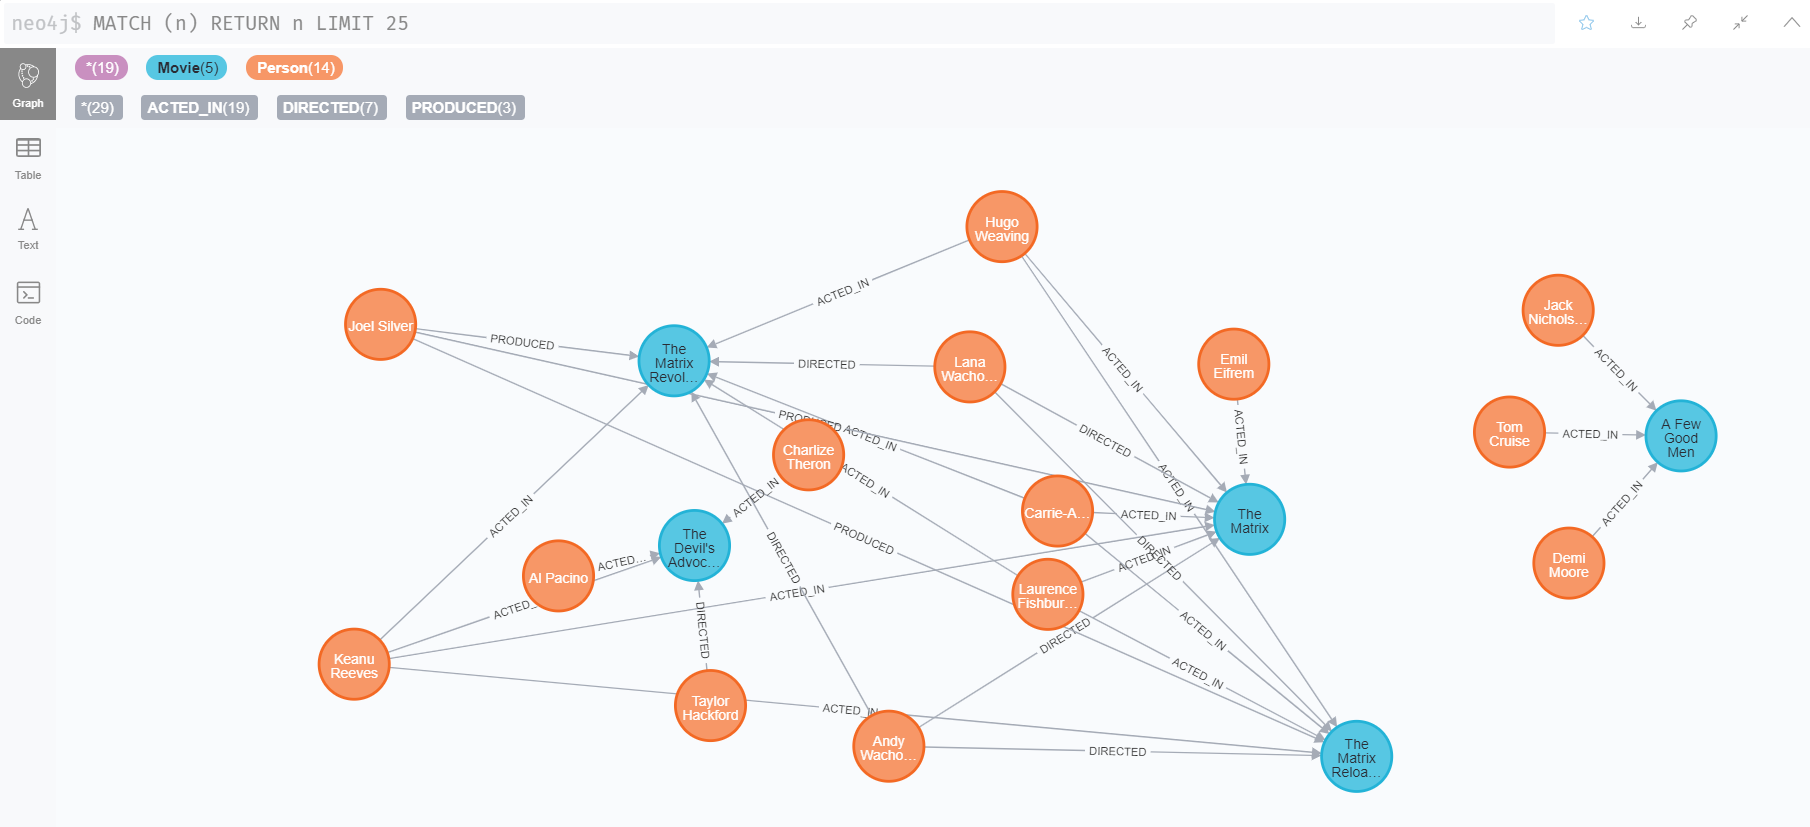 neo4j$ MATCH (n) RETURN n LIMIT 25
*(19) Movie(5) Person(14)
*(29) ACTED_IN(19) DIRECTED(7) PRODUCED(3)
Graph
Table
Text
Code
Hugo
Weaving
ACTED_IN
Joel Silver
PRODUCED
The
Matrix
Revol...
DIRECTED
Lana
Wacho...
ACTED_IN
Emil
Eifrem
ACTED_IN
Jack
Nichols...
ACTED_IN
Tom
Cruise
ACTED_IN
A Few
Good
Men
ACTED_IN
Demi
Moore
PRODUCED
ACTED_IN
DIRECTED
Charlize
Theron
ACTED_IN
ACTED_IN
ACTED_IN
ACTED_IN
Carrie-A...
ACTED_IN
The
Matrix
The
Devil's
Advoc...
PRODUCED
DIRECTED
DIRECTED
ACTED_IN
Al Pacino
ACTED...
ACTED_
ACTED_IN
Laurence
Fishbur...
DIRECTED
DIRECTED
ACTED_IN
ACTED_IN
Keanu
Reeves
Taylor
Hackford
ACTED_IN
Andy
Wacho...
DIRECTED
The
Matrix
Reloa...